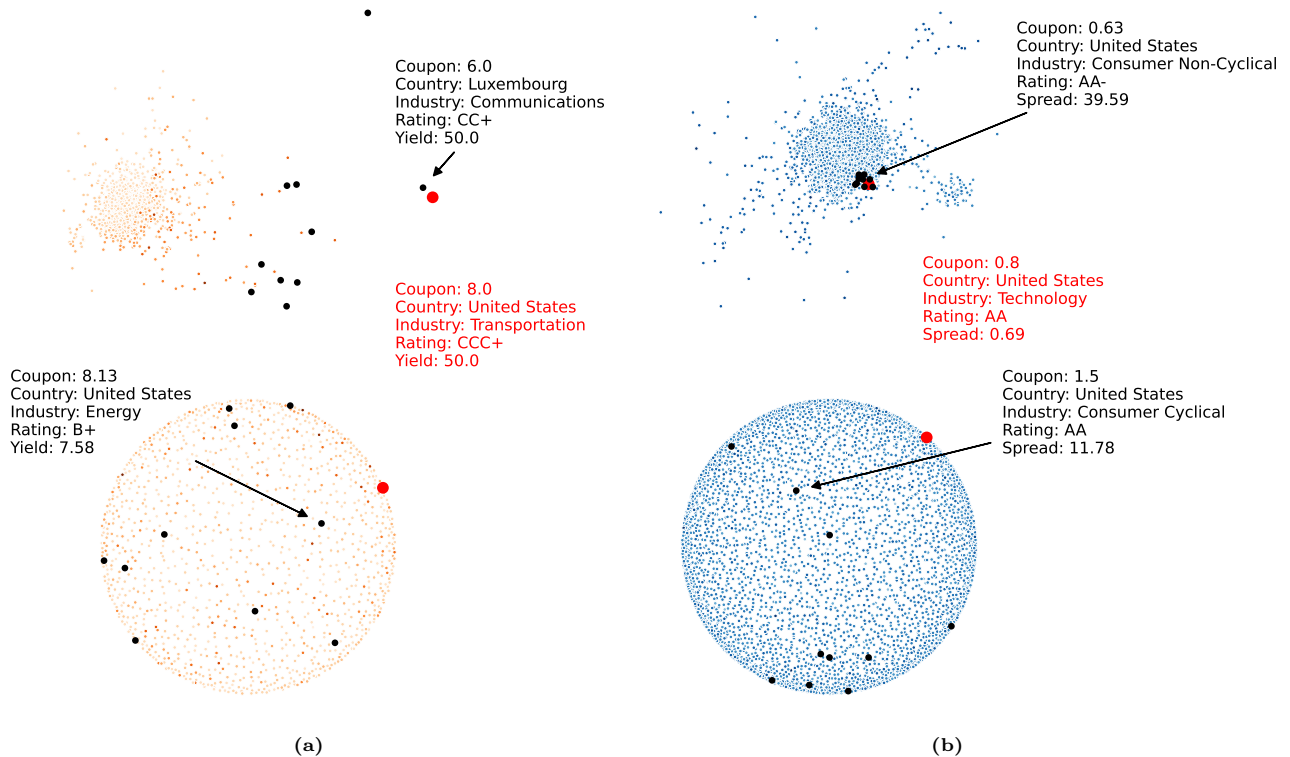 Coupon: 6.0
Country: Luxembourg
Industry: Communications
Rating: CC+
Yield: 50.0
Coupon: 8.0
Country: United States
Industry: Transportation
Rating: CCC+
Yield: 50.0
Coupon: 8.13
Country: United States
Industry: Energy
Rating: B+
Yield: 7.58
(a)
Coupon: 0.63
Country: United States
Industry: Consumer Non-Cyclical
Rating: AA-
Spread: 39.59
Coupon: 0.8
Country: United States
Industry: Technology
Rating: AA
Spread: 0.69
Coupon: 1.5
Country: United States
Industry: Consumer Cyclical
Rating: AA
Spread: 11.78
(b)